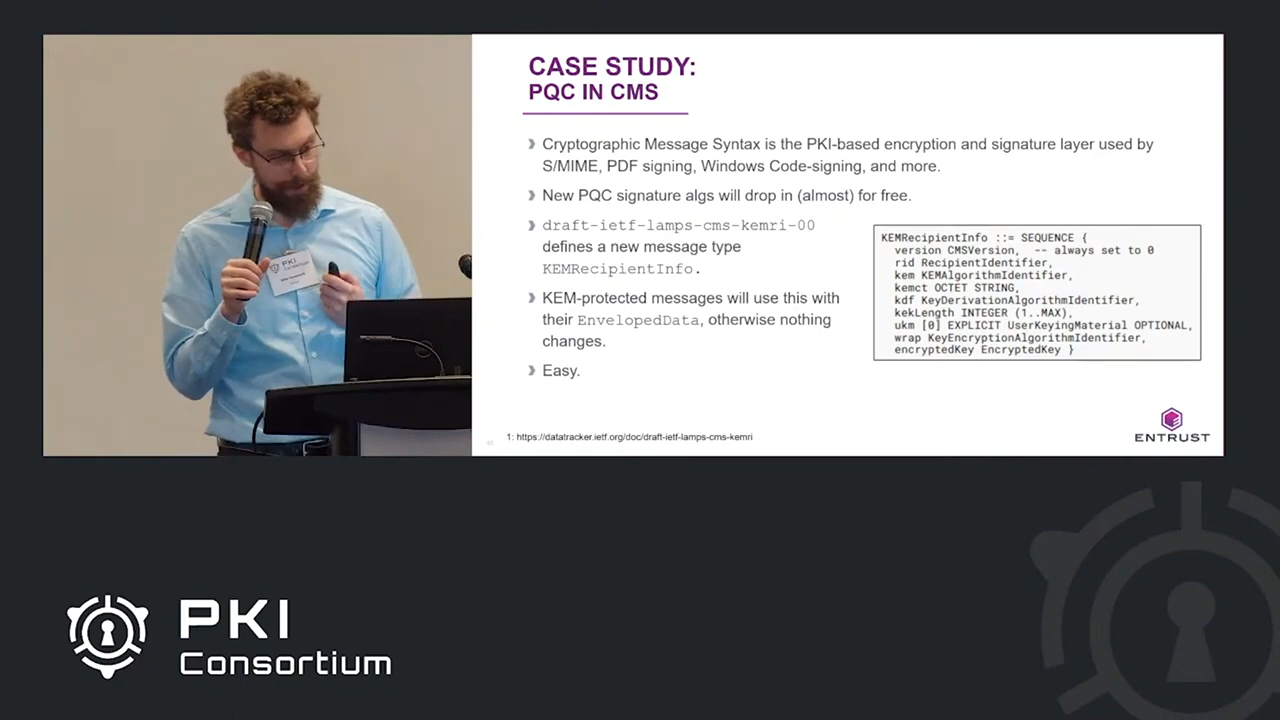 CASE STUDY:
PQC IN CMS
Cryptographic Message Syntax is the PKI-based encryption and signature layer used by
S/MIME, PDF signing, Windows Code-signing, and more.
New PQC signature algs will drop in (almost) for free.
draft-ietf-lamps-cms-kemri-00
defines a new message type
KEMRecipientInfo.
KEM-protected messages will use this with
their EnvelopedData, otherwise nothing
changes.
Easy.
KEMRecipientInfo ::= SEQUENCE {
version CMSVersion, -- always set to 0
rid RecipientIdentifier,
kem KEMAlgorithmIdentifier,
kemct OCTET STRING,
kdf KeyDerivationAlgorithmIdentifier,
kekLength INTEGER (1..MAX),
ukm [0] EXPLICIT UserKeyingMaterial OPTIONAL,
wrap KeyEncryptionAlgorithmIdentifier,
encryptedKey EncryptedKey }
1: https://datatracker.ietf.org/doc/draft-ietf-lamps-cms-kemri
ENTRUST
PKI
Consortium
PKI
Consortium